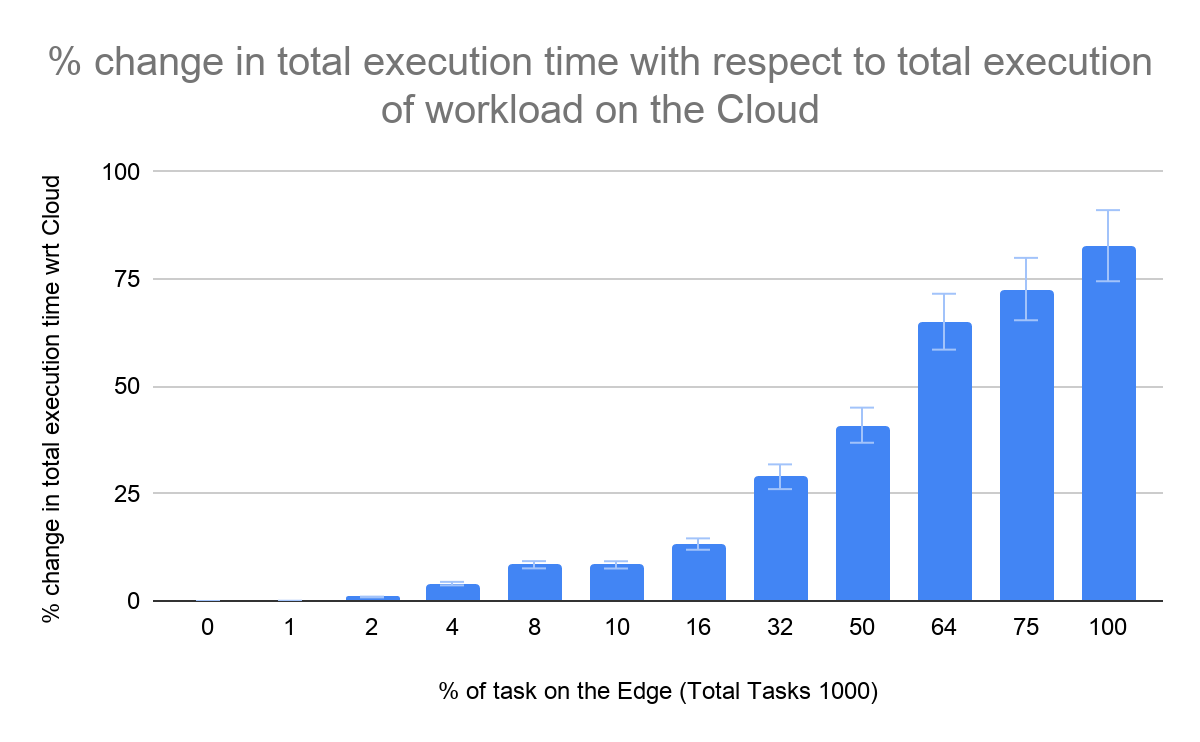 % change in total execution time with respect to total execution
of workload on the Cloud
% change in total execution time wrt Cloud
100
75
50
25
0
0 1 2 4 8 10 16 32 50 64 75 100
% of task on the Edge (Total Tasks 1000)